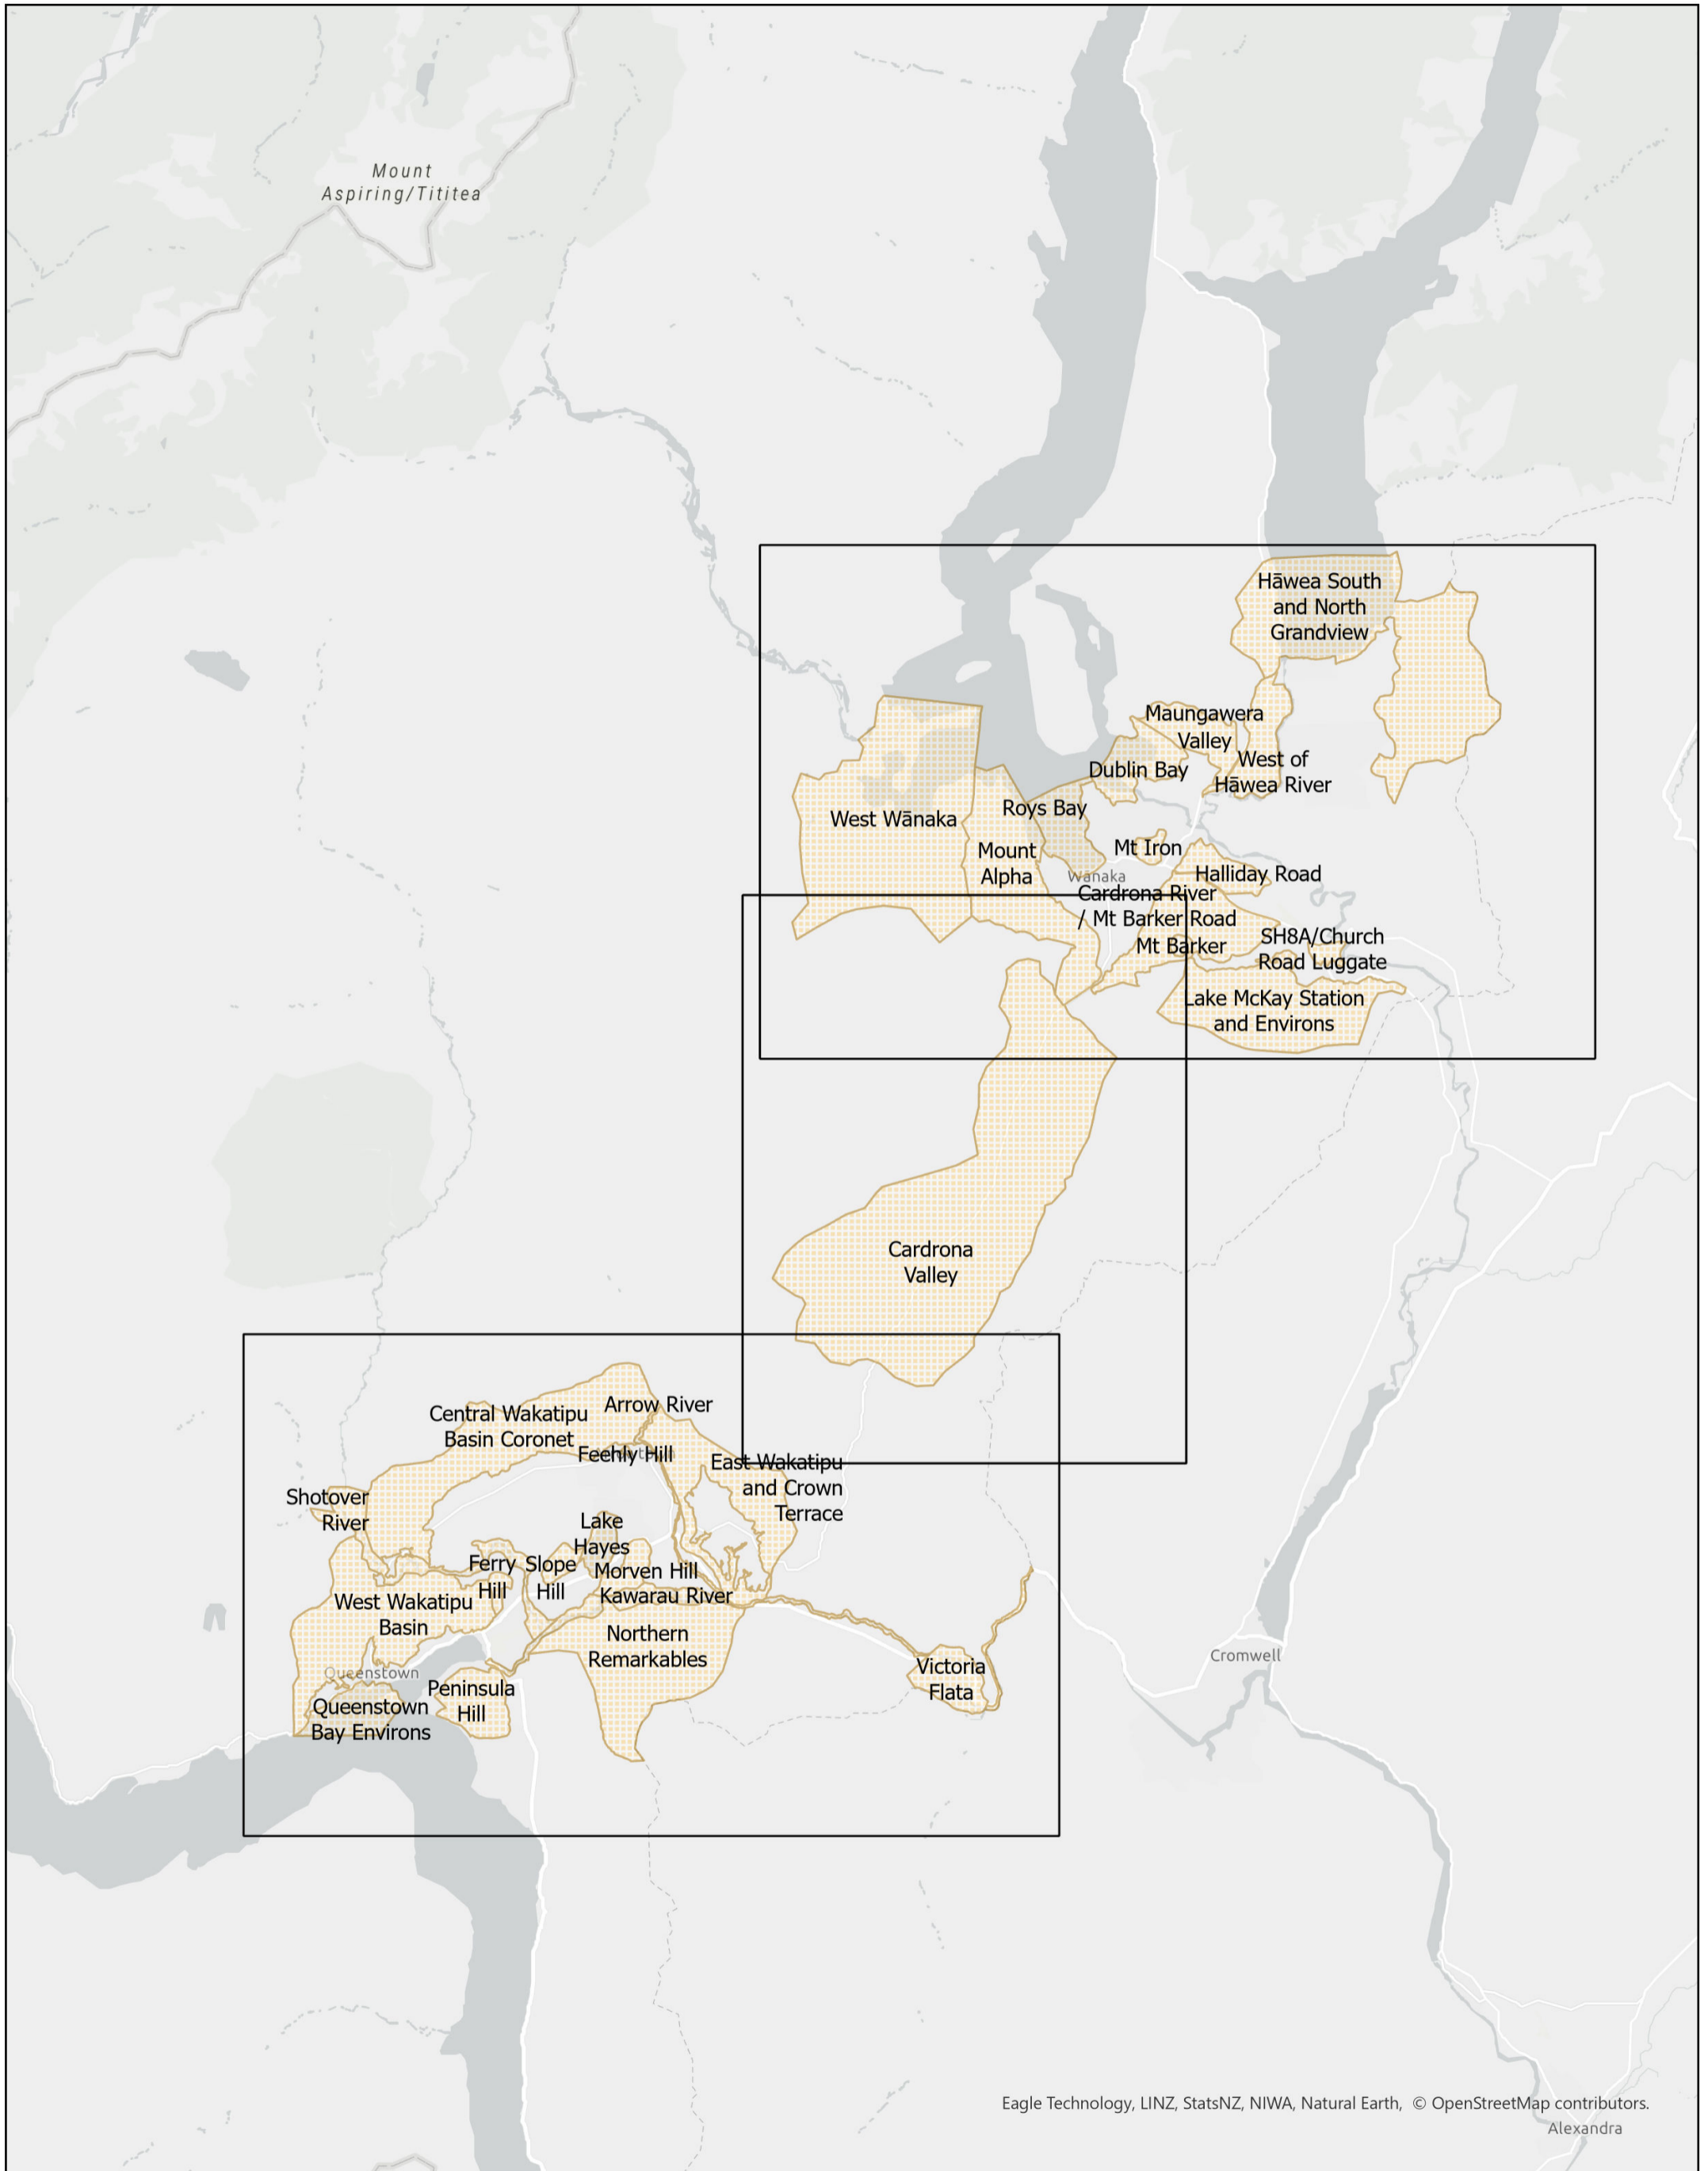 Mount
Aspiring/Tititea
Hāwea South
and North
Grandview
Maungawera
Valley
West of
Hāwea River
Dublin Bay
Roys Bay
West Wānaka
Mount
Alpha
Mt Iron
Wānaka
Halliday Road
Cardrona River
/ Mt Barker Road
Mt Barker
SH8A/Church
Road Luggate
Lake McKay Station
and Environs
Cardrona
Valley
Arrow River
Central Wakatipu
Basin Coronet
Feehly Hill
East Wakatipu
and Crown
Terrace
Shotover
River
Lake
Hayes
Ferry
Hill
Slope
Hill
Morven Hill
Kawarau River
West Wakatipu
Basin
Northern
Remarkables
Victoria
Flata
Queenstown
Peninsula
Hill
Queenstown
Bay Environs
Cromwell
Eagle Technology, LINZ, StatsNZ, NIWA, Natural Earth, © OpenStreetMap contributors.
Alexandra